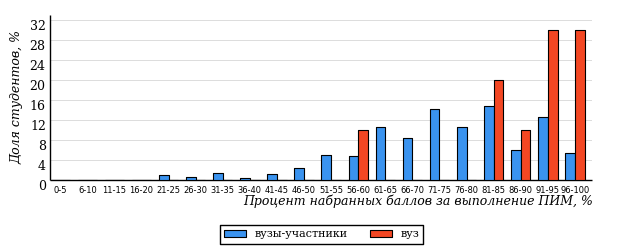 Доля студентов, %
32
28
24
20
16
12
8
4
0
0-5 6-10 11-15 16-20 21-25 26-30 31-35 36-40 41-45 46-50 51-55 56-60 61-65 66-70 71-75 76-80 81-85 86-90 91-95 96-100
Процент набранных баллов за выполнение ПИМ, %
вузы-участники вуз